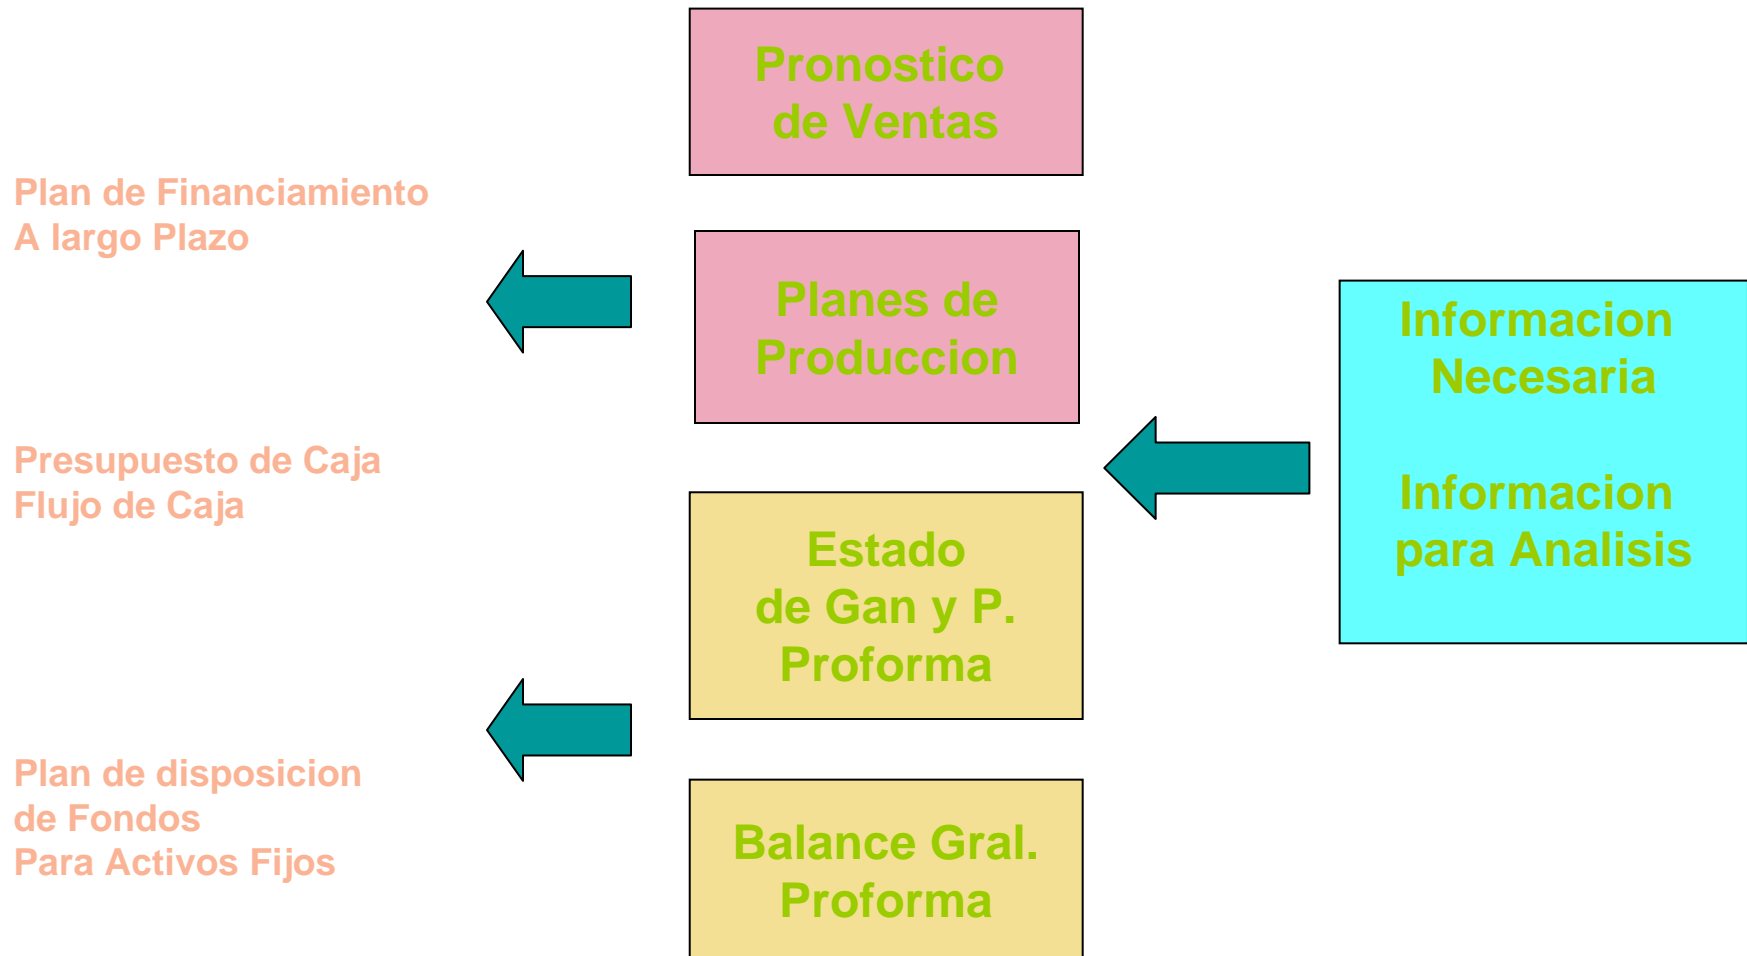 Pronostico
de Ventas
Plan de Financiamiento
A largo Plazo
Planes de
Produccion
Informacion
Necesaria
Informacion
para Analisis
Presupuesto de Caja
Flujo de Caja
Estado
de Gan y P.
Proforma
Plan de disposicion
de Fondos
Para Activos Fijos
Balance Gral.
Proforma